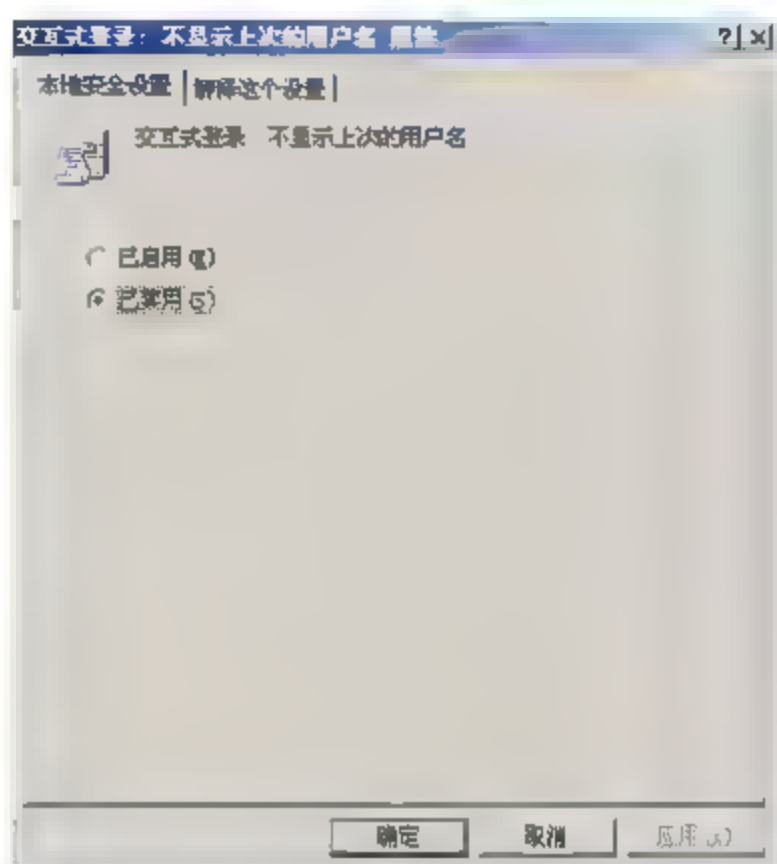 交互式登录: 不显示上次的用户名 属性
本地安全设置 解释这个设置
交互式登录 不显示上次的用户名
已启用(E)
已禁用(S)
确定 取消 应用(A)